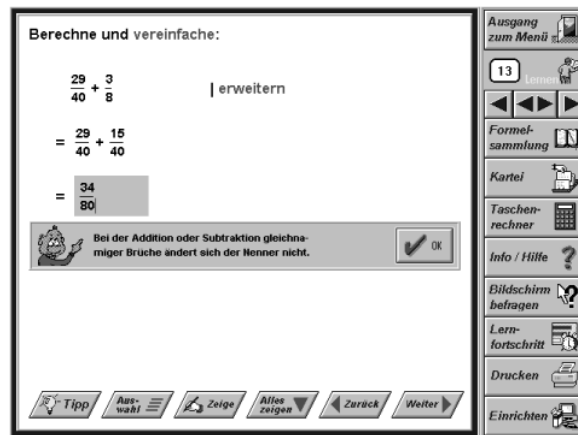 Berechne und vereinfache:
29/40 + 3/8 | erweitern
= 29/40 + 15/40
= 34/80
Bei der Addition oder Subtraktion gleichna-
miger Brüche ändert sich der Nenner nicht.
OK
Tipp
Aus-
wahl
Zeige
Alles
zeigen
Zurück
Weiter
Ausgang
zum Menü
13
Lernen
Formel-
sammlung
Kartei
Taschen-
rechner
Info / Hilfe
?
Bildschirm
befragen
?
Lern-
fortschritt
Drucken
Einrichten